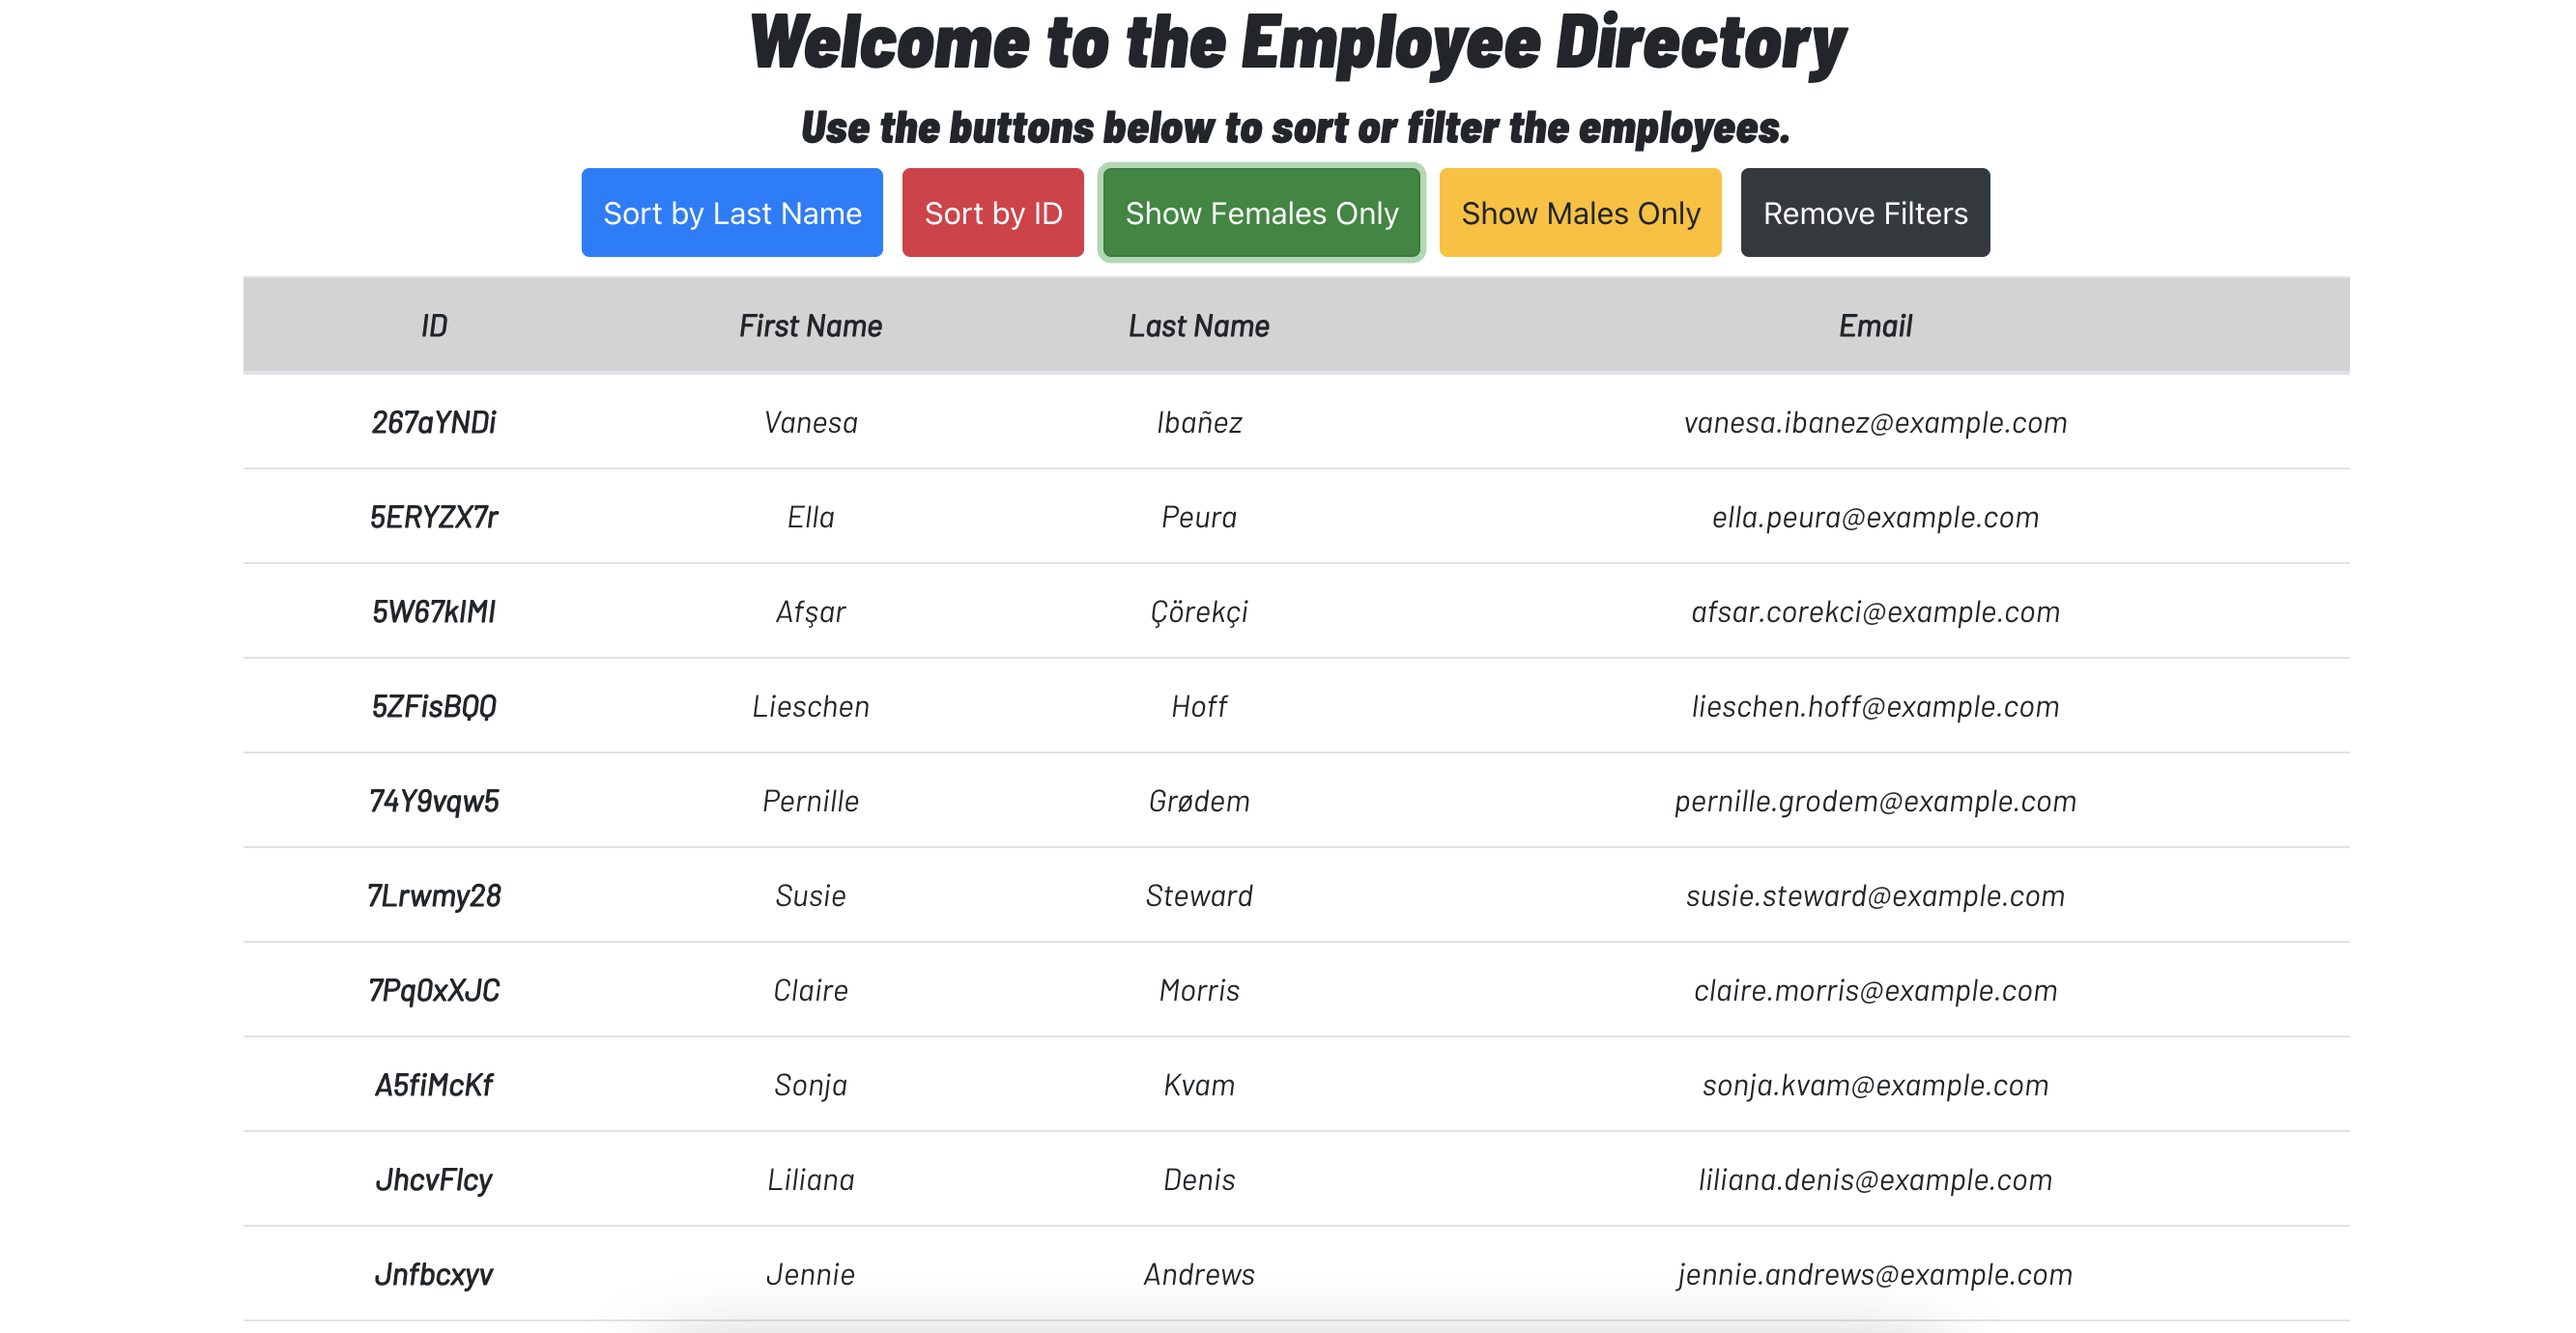 Welcome to the Employee Directory
Use the buttons below to sort or filter the employees.
Sort by Last Name Sort by ID Show Females Only Show Males Only Remove Filters
ID First Name Last Name Email
267aYNDi Vanesa Ibañez vanesa.ibanez@example.com
5ERYZX7r Ella Peura ella.peura@example.com
5W67kIMI Afşar Çörekçi afsar.corekci@example.com
5ZFisBQQ Lieschen Hoff lieschen.hoff@example.com
74Y9vqw5 Pernille Grødem pernille.grodem@example.com
7Lrwmy28 Susie Steward susie.steward@example.com
7Pq0xXJC Claire Morris claire.morris@example.com
A5fiMcKf Sonja Kvam sonja.kvam@example.com
JhcvFIcy Liliana Denis liliana.denis@example.com
Jnfbcxyv Jennie Andrews jennie.andrews@example.com